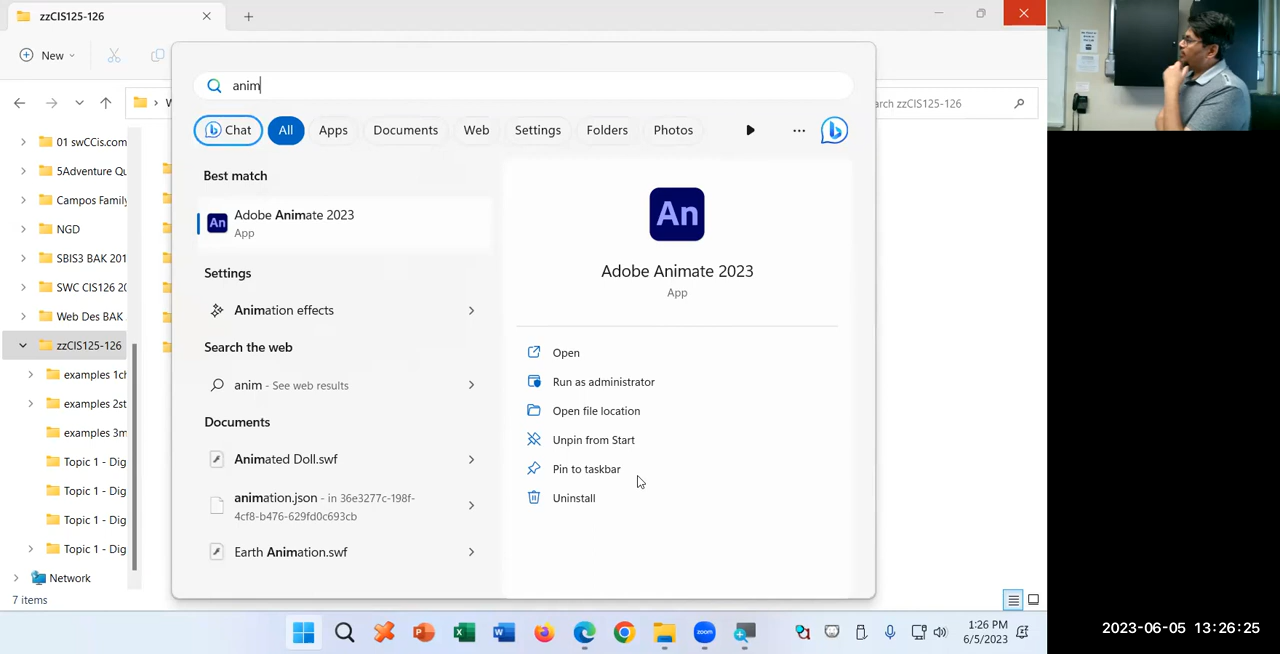 zzCIS125-126
New
anim
W
arch zzCIS125-126
Chat
All
Apps
Documents
Web
Settings
Folders
Photos
01 swCCis.com
5Adventure Qu
Campos Family
NGD
SBIS3 BAK 201
SWC CIS126 20
Web Des BAK
zzCIS125-126
examples 1ch
examples 2st
examples 3m
Topic 1 - Dig
Topic 1 - Dig
Topic 1 - Dig
Topic 1 - Dig
Network
7 items
Best match
An
Adobe Animate 2023
App
Settings
Animation effects
Search the web
anim - See web results
Documents
Animated Doll.swf
animation.json - in 36e3277c-198f-
4cf8-b476-629fd0c693cb
Earth Animation.swf
An
Adobe Animate 2023
App
Open
Run as administrator
Open file location
Unpin from Start
Pin to taskbar
Uninstall
zoom
1:26 PM
6/5/2023
2023-06-05 13:26:25